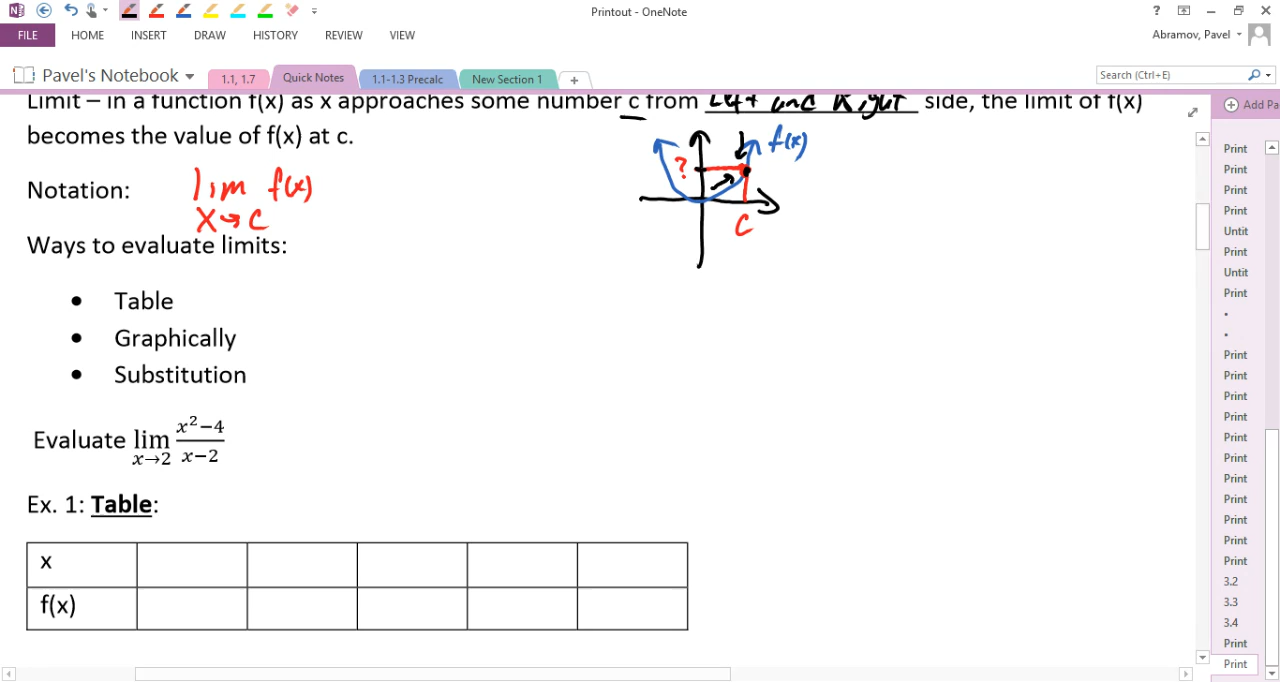 Printout - OneNote
?
FILE HOME INSERT DRAW HISTORY REVIEW VIEW
Abramov, Pavel
Pavel's Notebook
1.1, 1.7
Quick Notes
1.1-1.3 Precalc
New Section 1
+
Search (Ctrl+E)
Limit – in a function f(x) as x approaches some number c from Left and Right side, the limit of f(x)
becomes the value of f(x) at c.
f(x)
?
C
Notation: lim f(x)
x→c
Ways to evaluate limits:
• Table
• Graphically
• Substitution
Evaluate lim x→2 x²−4 / x−2
Ex. 1: Table:
x
f(x)
Add Pa
Print
Print
Print
Print
Untit
Print
Untit
Print
Print
Print
Print
Print
Print
Print
Print
Print
Print
Print
Print
3.2
3.3
3.4
Print
Print